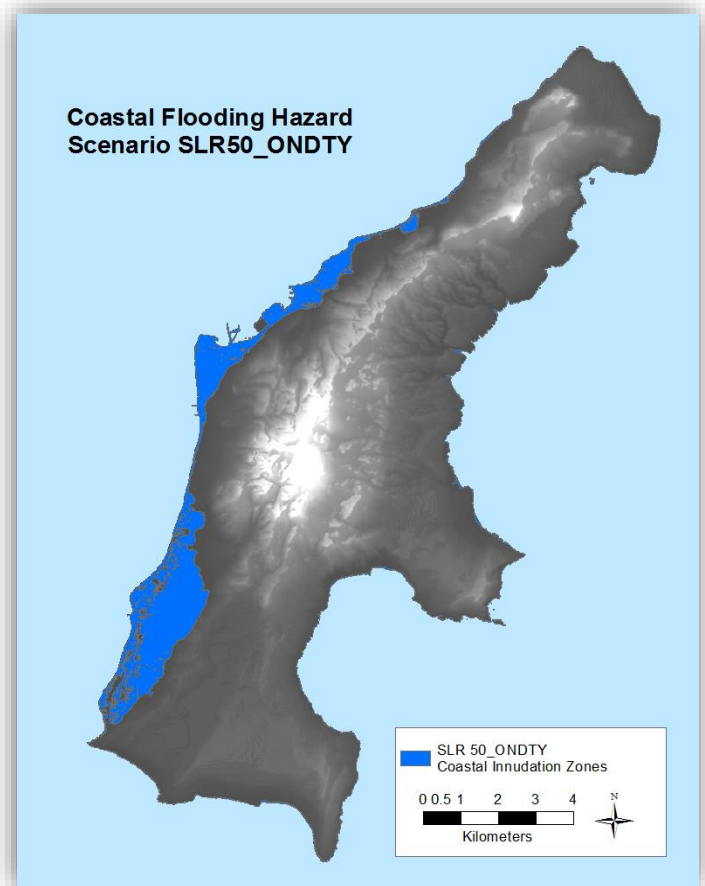 Coastal Flooding Hazard
Scenario SLR50_ONDTY
SLR 50_ONDTY
Coastal Innudation Zones
0 0.5 1 2 3 4
Kilometers
N